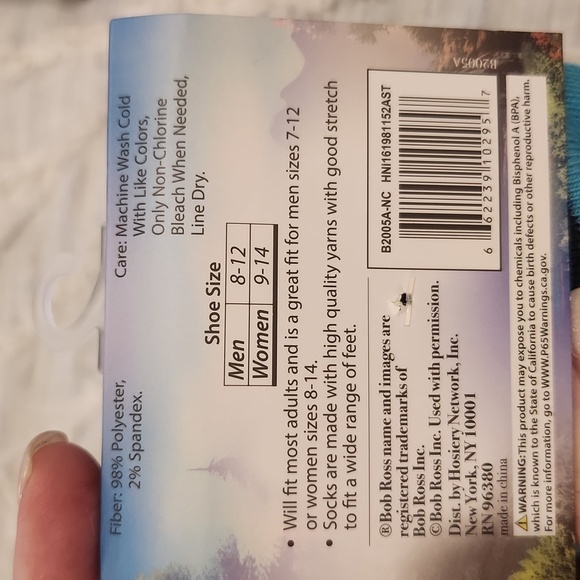 Fiber: 98% Polyester,
2% Spandex.
Care: Machine Wash Cold
With Like Colors,
Only Non-Chlorine
Bleach When Needed,
Line Dry.
Shoe Size
Men 8-12
Women 9-14
• Will fit most adults and is a great fit for men sizes 7-12
or women sizes 8-14.
• Socks are made with high quality yarns with good stretch
to fit a wide range of feet.
®Bob Ross name and images are
registered trademarks of
Bob Ross Inc.
©Bob Ross Inc. Used with permission.
Dist. by Hosiery Network, Inc.
New York, NY 10001
RN 96380
made in china
B2005A-NC HNI161981152AST
6 62239 10295 7
B2005A
⚠WARNING:This product may expose you to chemicals including Bisphenol A (BPA),
which is known to the State of California to cause birth defects or other reproductive harm.
For more information, go to WWW.P65Warnings.ca.gov.